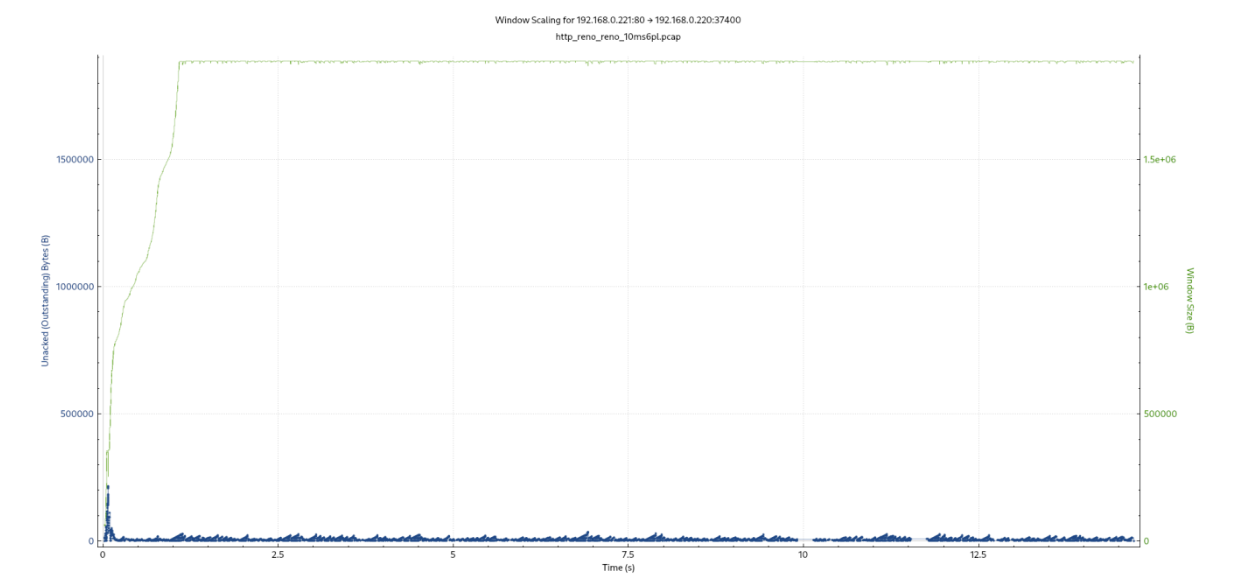 Window Scaling for 192.168.0.221:80 → 192.168.0.220:37400
http_reno_reno_10ms6pl.pcap
Unacked (Outstanding) Bytes (B)
1500000
1000000
500000
0
1.5e+06
1e+06
500000
0
Window Size (B)
0 2.5 5 7.5 10 12.5
Time (s)